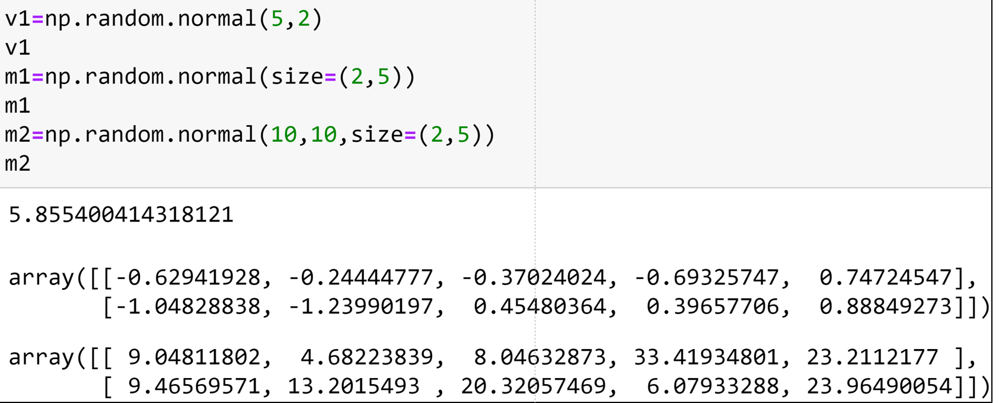 v1=np.random.normal(5,2)
v1
m1=np.random.normal(size=(2,5))
m1
m2=np.random.normal(10,10,size=(2,5))
m2
5.855400414318121
array([[-0.62941928, -0.24444777, -0.37024024, -0.69325747,  0.74724547],
       [-1.04828838, -1.23990197,  0.45480364,  0.39657706,  0.88849273]])
array([[ 9.04811802,  4.68223839,  8.04632873, 33.41934801, 23.2112177 ],
       [ 9.46569571, 13.2015493 , 20.32057469,  6.07933288, 23.96490054]])